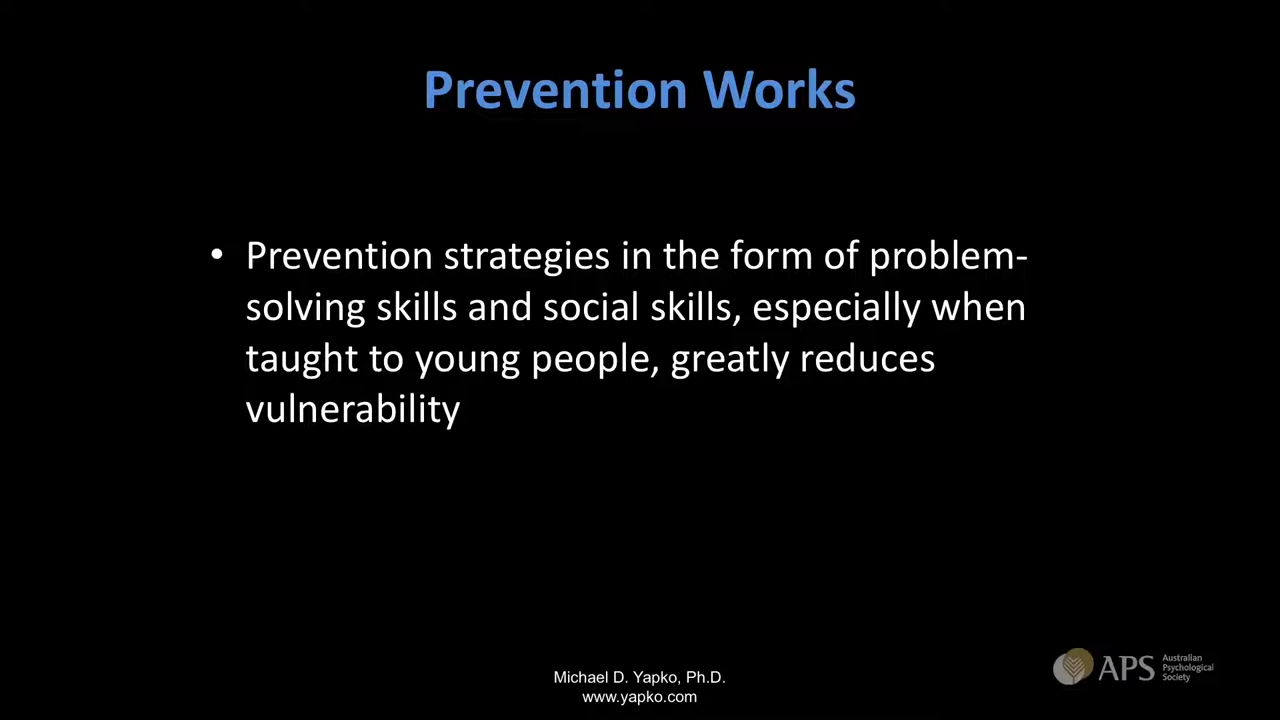 Prevention Works
• Prevention strategies in the form of problem-
solving skills and social skills, especially when
taught to young people, greatly reduces
vulnerability
Michael D. Yapko, Ph.D.
www.yapko.com
APS
Australian
Psychological
Society